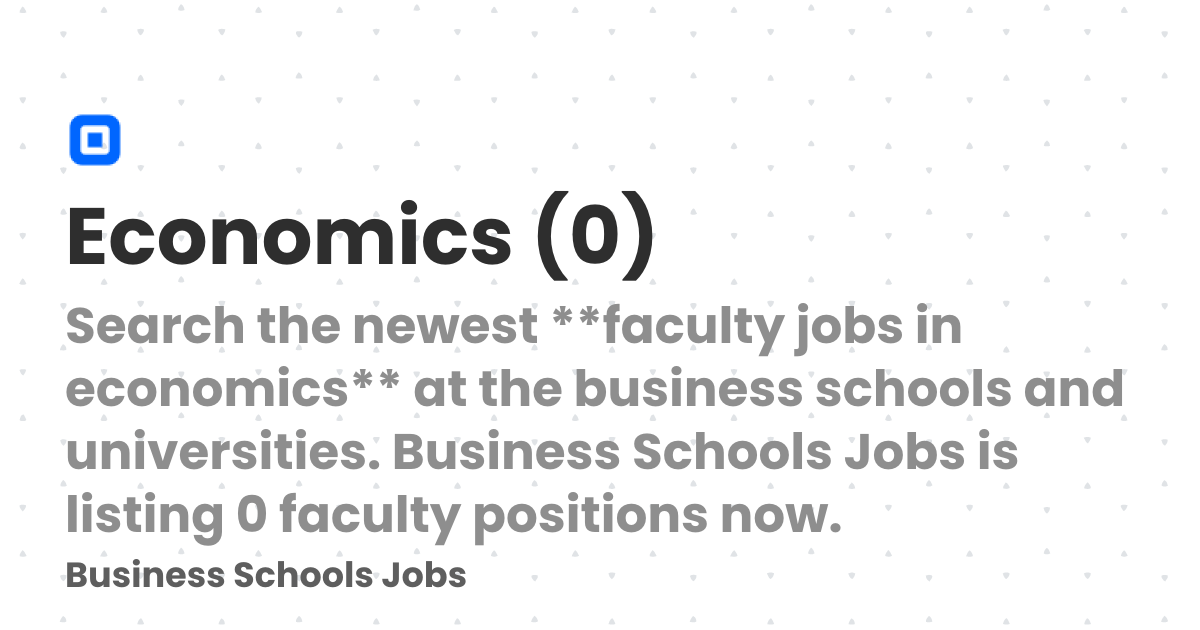 Economics (0)
Search the newest **faculty jobs in
economics** at the business schools and
universities. Business Schools Jobs is
listing 0 faculty positions now.
Business Schools Jobs